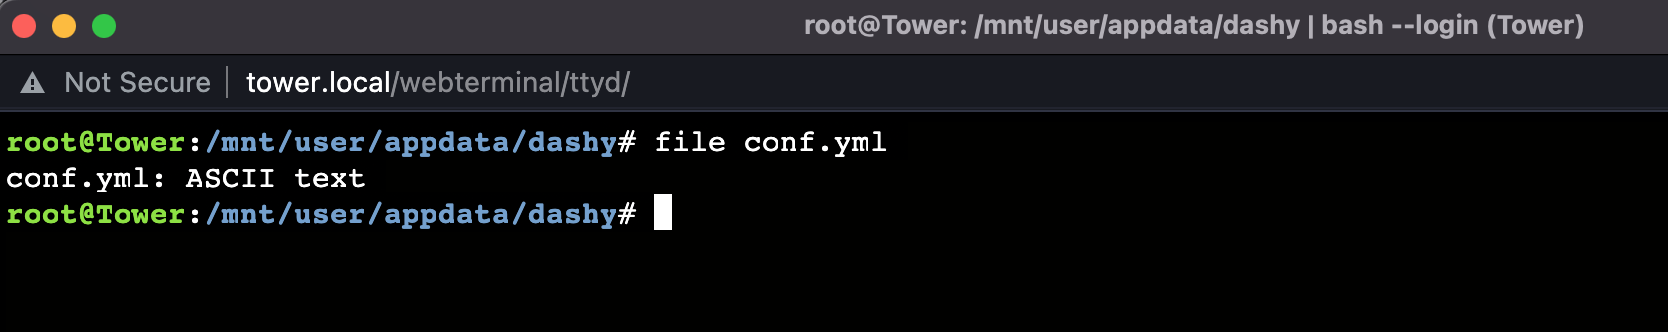 root@Tower: /mnt/user/appdata/dashy | bash --login (Tower)
Not Secure | tower.local/webterminal/ttyd/
root@Tower:/mnt/user/appdata/dashy# file conf.yml
conf.yml: ASCII text
root@Tower:/mnt/user/appdata/dashy#